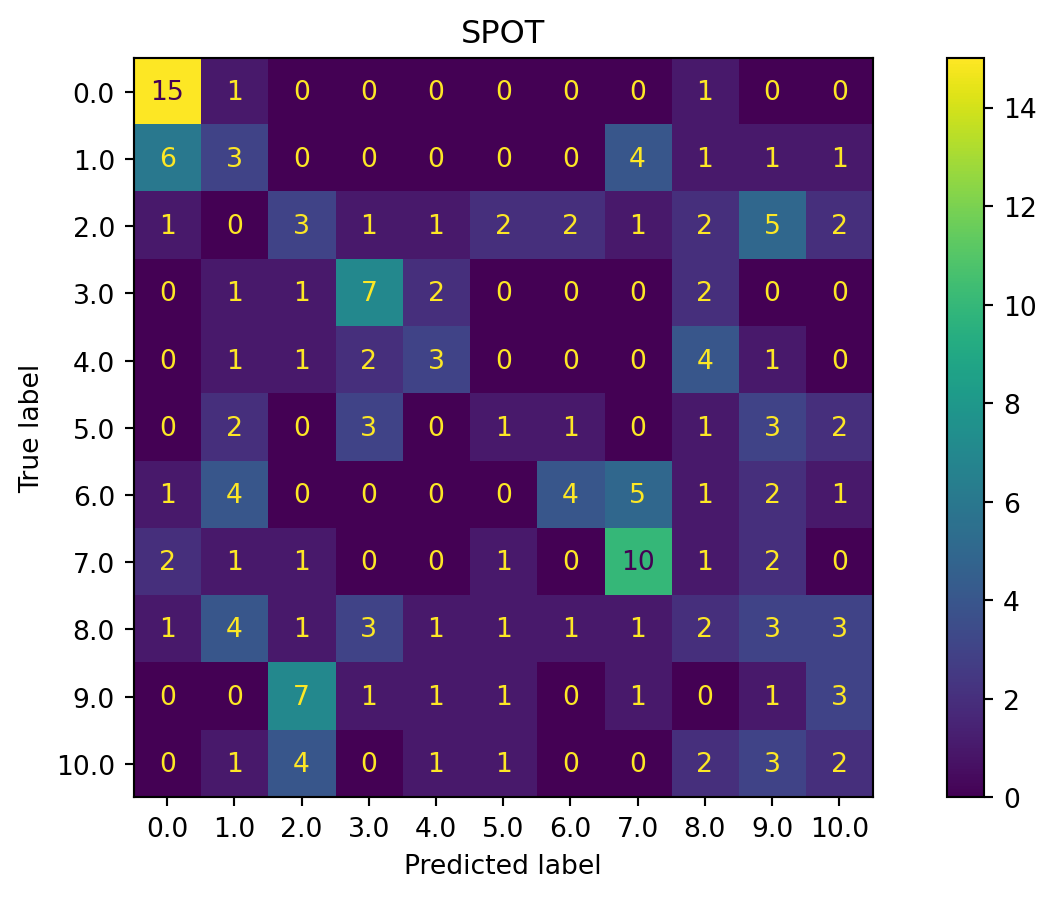 SPOT
0.0 15 1 0 0 0 0 0 0 1 0 0
1.0 6 3 0 0 0 0 0 4 1 1 1
2.0 1 0 3 1 1 2 2 1 2 5 2
3.0 0 1 1 7 2 0 0 0 2 0 0
4.0 0 1 1 2 3 0 0 0 4 1 0
5.0 0 2 0 3 0 1 1 0 1 3 2
6.0 1 4 0 0 0 0 4 5 1 2 1
7.0 2 1 1 0 0 1 0 10 1 2 0
8.0 1 4 1 3 1 1 1 1 2 3 3
9.0 0 0 7 1 1 1 0 1 0 1 3
10.0 0 1 4 0 1 1 0 0 2 3 2
0.0 1.0 2.0 3.0 4.0 5.0 6.0 7.0 8.0 9.0 10.0
Predicted label
True label
14
12
10
8
6
4
2
0